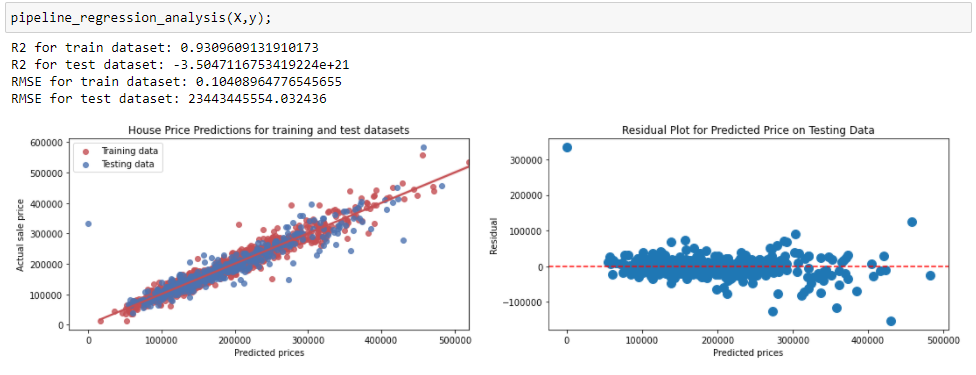 pipeline_regression_analysis(X,y);
R2 for train dataset: 0.9309609131910173
R2 for test dataset: -3.5047116753419224e+21
RMSE for train dataset: 0.10408964776545655
RMSE for test dataset: 23443445554.032436
House Price Predictions for training and test datasets
Training data
Testing data
600000
500000
400000
300000
200000
100000
0
Actual sale price
0 100000 200000 300000 400000 500000
Predicted prices
Residual Plot for Predicted Price on Testing Data
300000
200000
100000
0
-100000
Residual
0 100000 200000 300000 400000 500000
Predicted prices